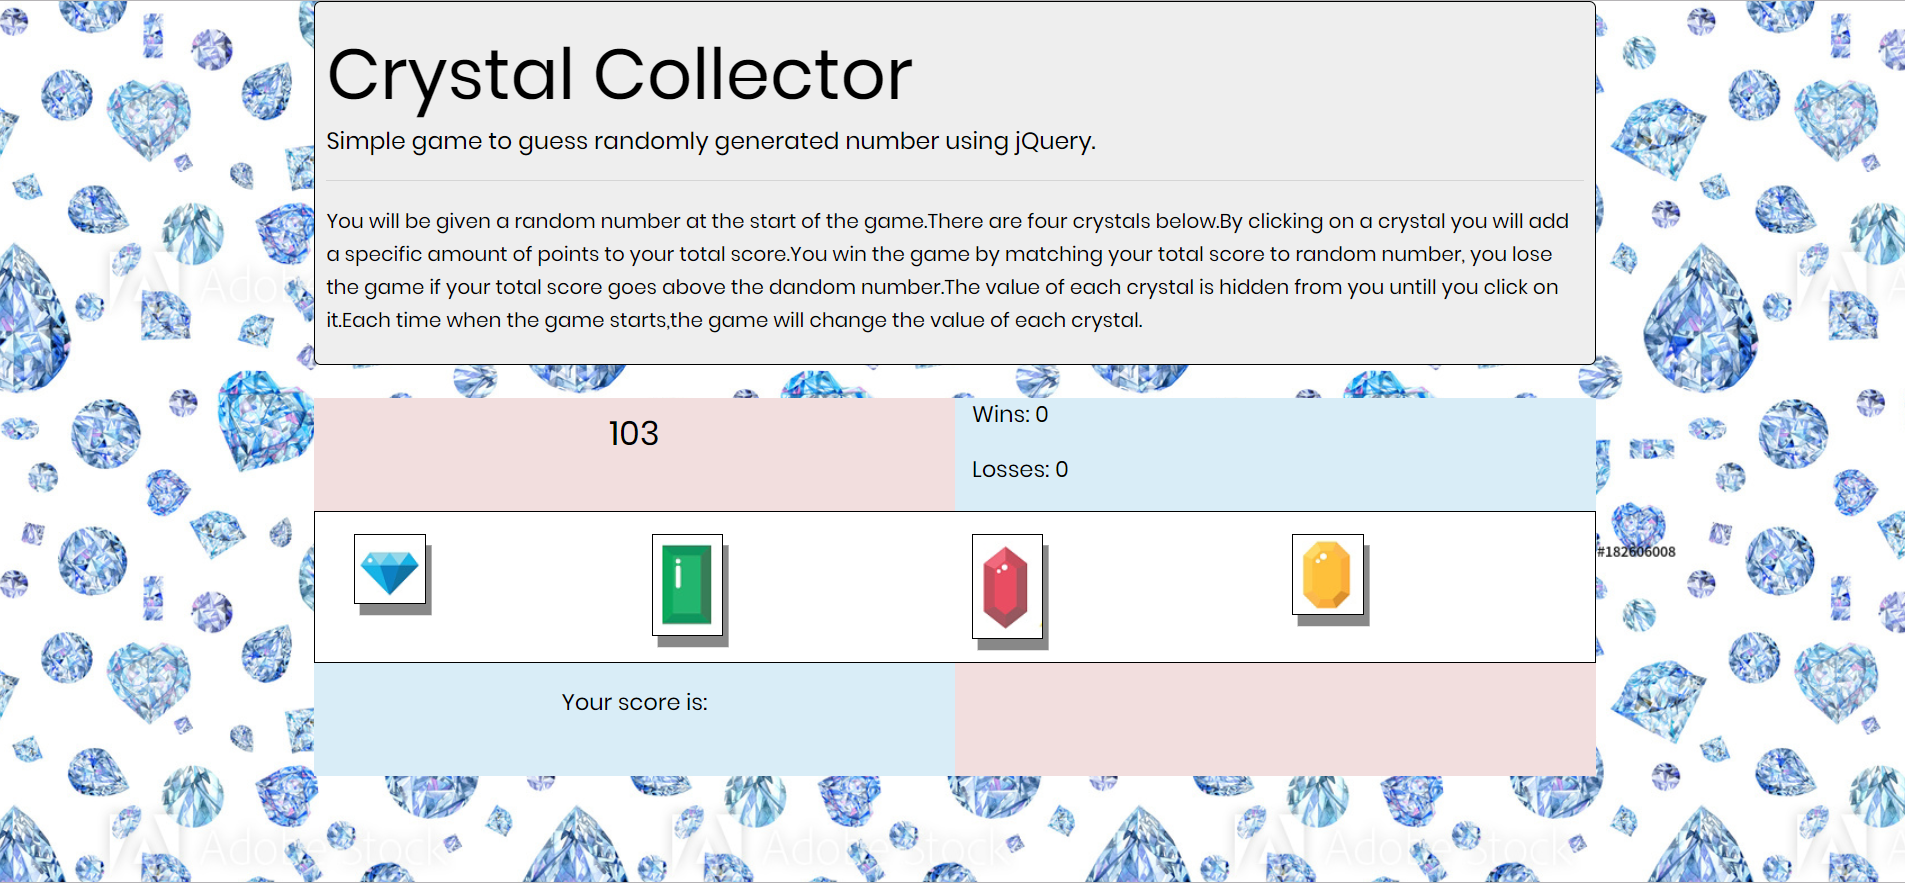 Crystal Collector
Simple game to guess randomly generated number using jQuery.
You will be given a random number at the start of the game.There are four crystals below.By clicking on a crystal you will add
a specific amount of points to your total score.You win the game by matching your total score to random number, you lose
the game if your total score goes above the dandom number.The value of each crystal is hidden from you untill you click on
it.Each time when the game starts,the game will change the value of each crystal.
103
Wins: 0
Losses: 0
#182606008
Your score is:
Adobe Stock
Adobe Stock
Adobe Stock